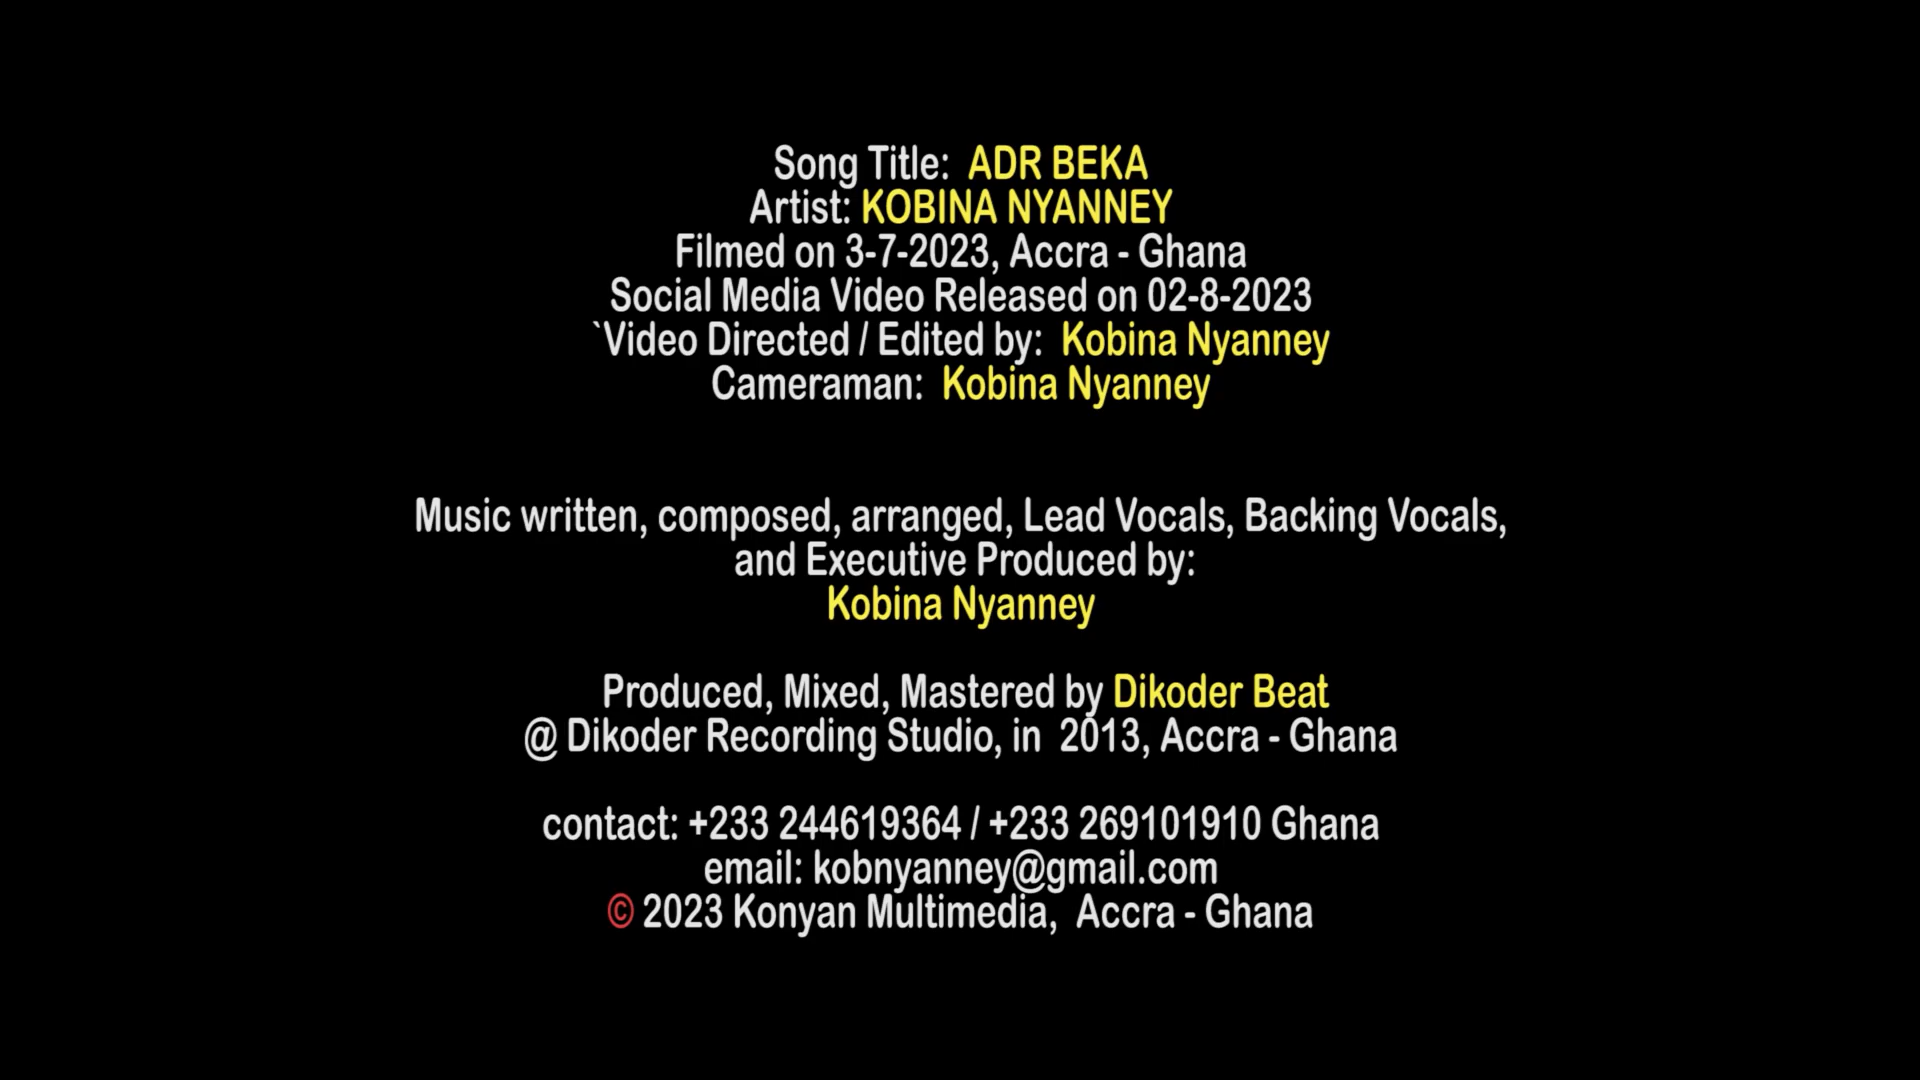 Song Title: ADR BEKA
Artist: KOBINA NYANNEY
Filmed on 3-7-2023, Accra - Ghana
Social Media Video Released on 02-8-2023
`Video Directed / Edited by: Kobina Nyanney
Cameraman: Kobina Nyanney
Music written, composed, arranged, Lead Vocals, Backing Vocals,
and Executive Produced by:
Kobina Nyanney
Produced, Mixed, Mastered by Dikoder Beat
@ Dikoder Recording Studio, in 2013, Accra - Ghana
contact: +233 244619364 / +233 269101910 Ghana
email: kobnyanney@gmail.com
© 2023 Konyan Multimedia, Accra - Ghana